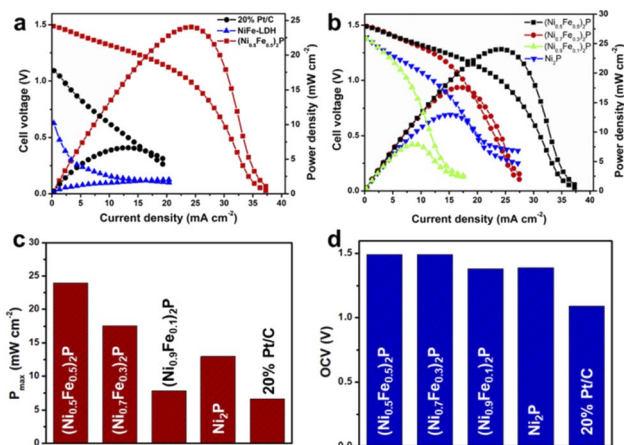 20% Pt/C
NiFe-LDH
(Ni0.5Fe0.5)2P
Cell voltage (V)
1.5
1.0
0.5
0.0
25
20
15
10
5
0
Power density (mW cm-2)
a
0 5 10 15 20 25 30 35 40
Current density (mA cm-2)
(Ni0.5Fe0.5)2P
(Ni0.7Fe0.3)2P
(Ni0.9Fe0.1)2P
Ni2P
Cell voltage (V)
1.5
1.0
0.5
0.0
30
25
20
15
10
5
0
Power density (mW cm-2)
b
0 5 10 15 20 25 30 35 40
Current density (mA cm-2)
c
Pmax (mW cm-2)
30
25
20
15
10
5
0
(Ni0.5Fe0.5)2P
(Ni0.7Fe0.3)2P
(Ni0.9Fe0.1)2P
Ni2P
20% Pt/C
d
OCV (V)
1.5
1.0
0.5
0.0
(Ni0.5Fe0.5)2P
(Ni0.7Fe0.3)2P
(Ni0.9Fe0.1)2P
Ni2P
20% Pt/C